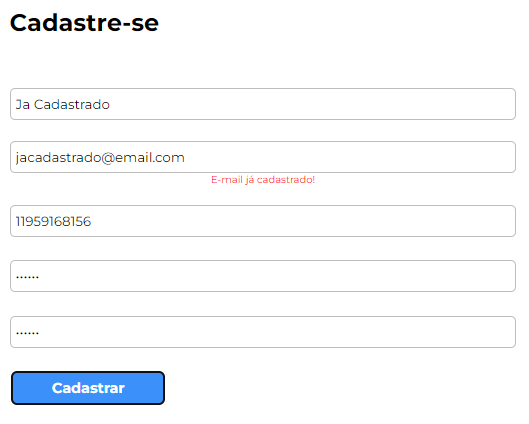 Cadastre-se
Ja Cadastrado
jacadastrado@email.com
E-mail já cadastrado!
11959168156
······
······
Cadastrar